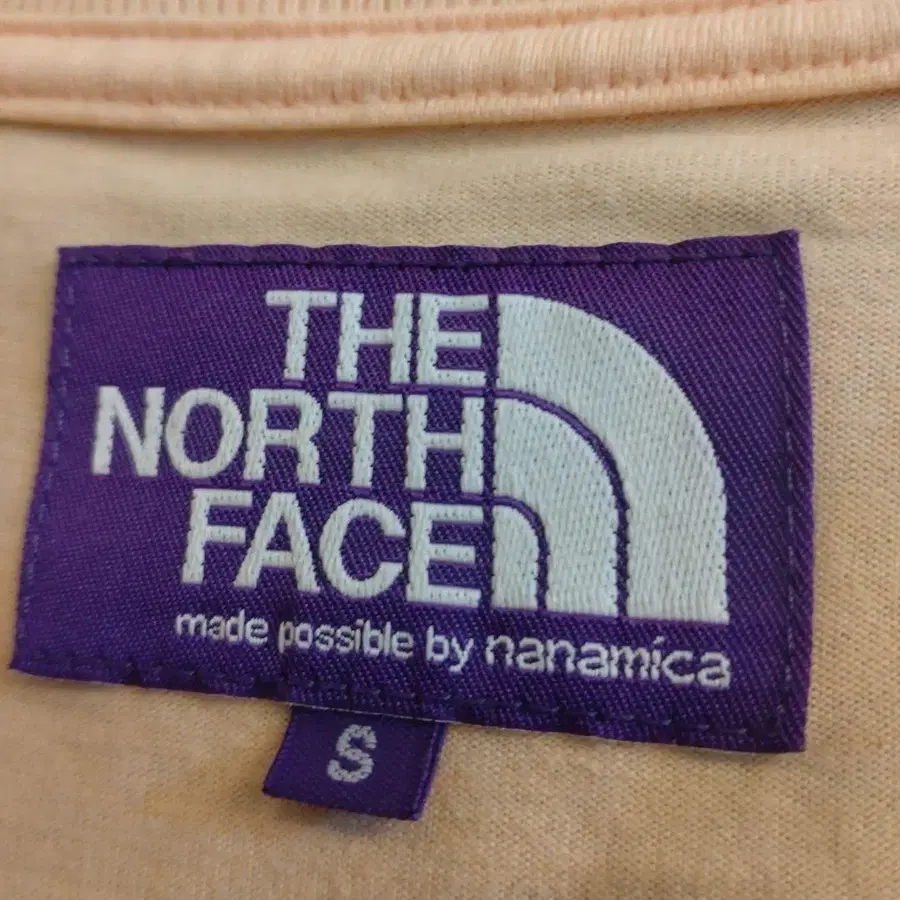 THE
NORTH
FACE
made possible by nanamica
S